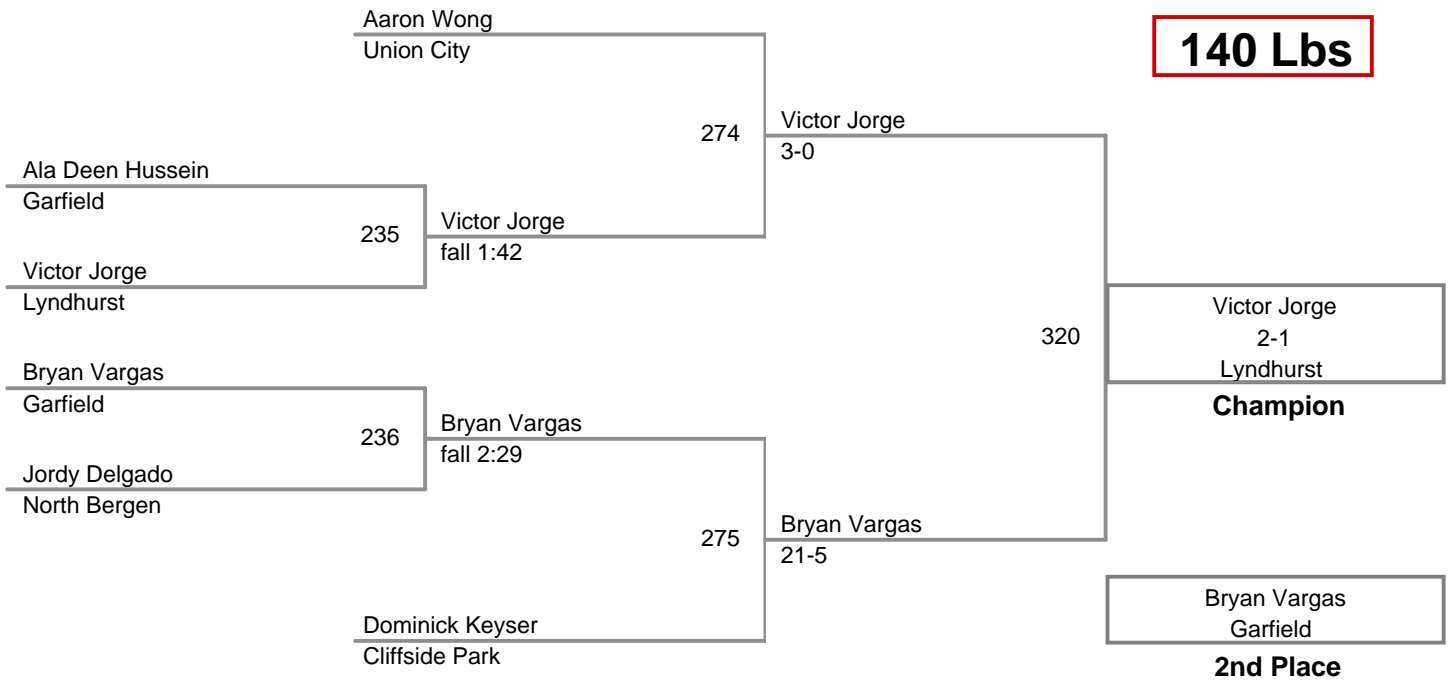 Aaron Wong
Union City
140 Lbs
274
Victor Jorge
3-0
Ala Deen Hussein
Garfield
235
Victor Jorge
fall 1:42
Victor Jorge
Lyndhurst
320
Victor Jorge
2-1
Lyndhurst
Champion
Bryan Vargas
Garfield
236
Bryan Vargas
fall 2:29
Jordy Delgado
North Bergen
275
Bryan Vargas
21-5
Dominick Keyser
Cliffside Park
Bryan Vargas
Garfield
2nd Place